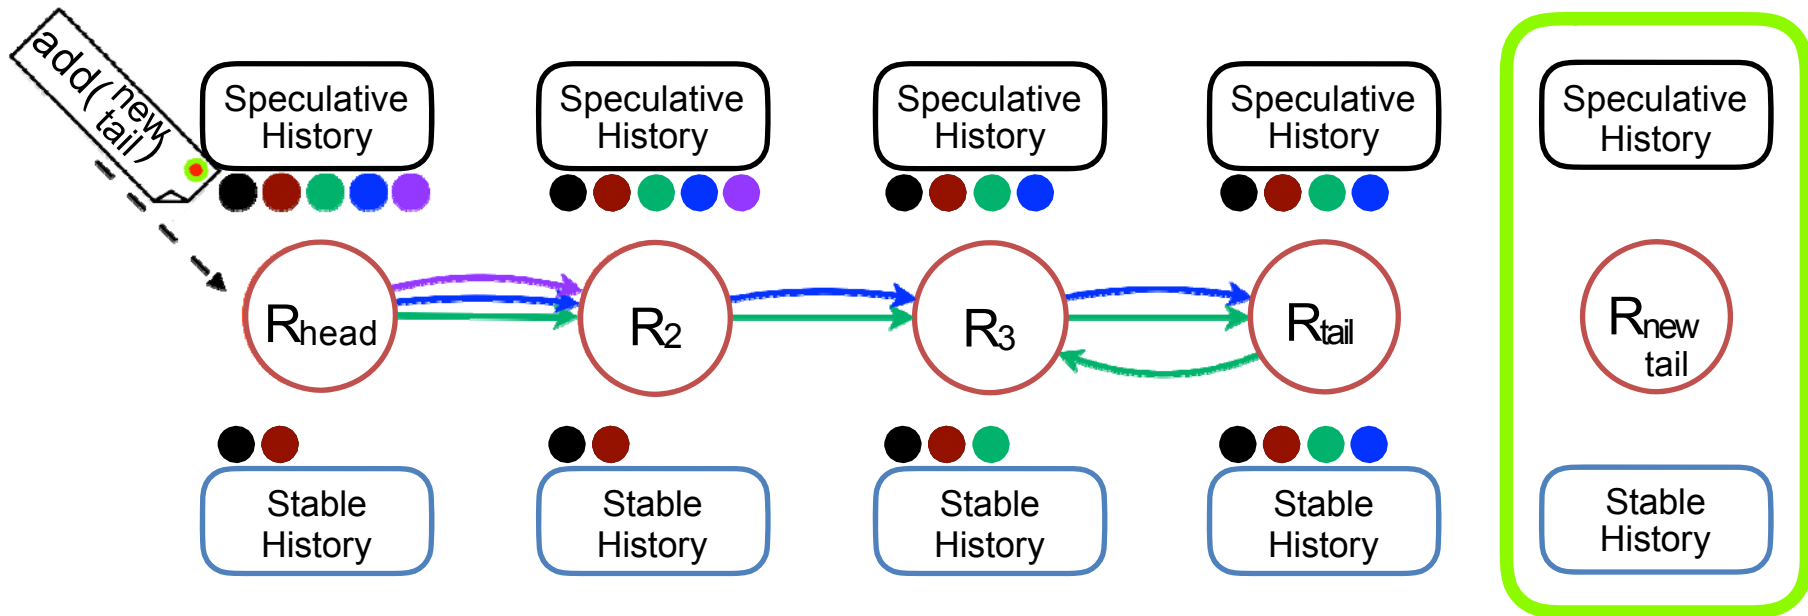 add(new
tail)
Speculative
History
Speculative
History
Speculative
History
Speculative
History
Speculative
History
Rhead
R2
R3
Rtail
Rnew
tail
Stable
History
Stable
History
Stable
History
Stable
History
Stable
History